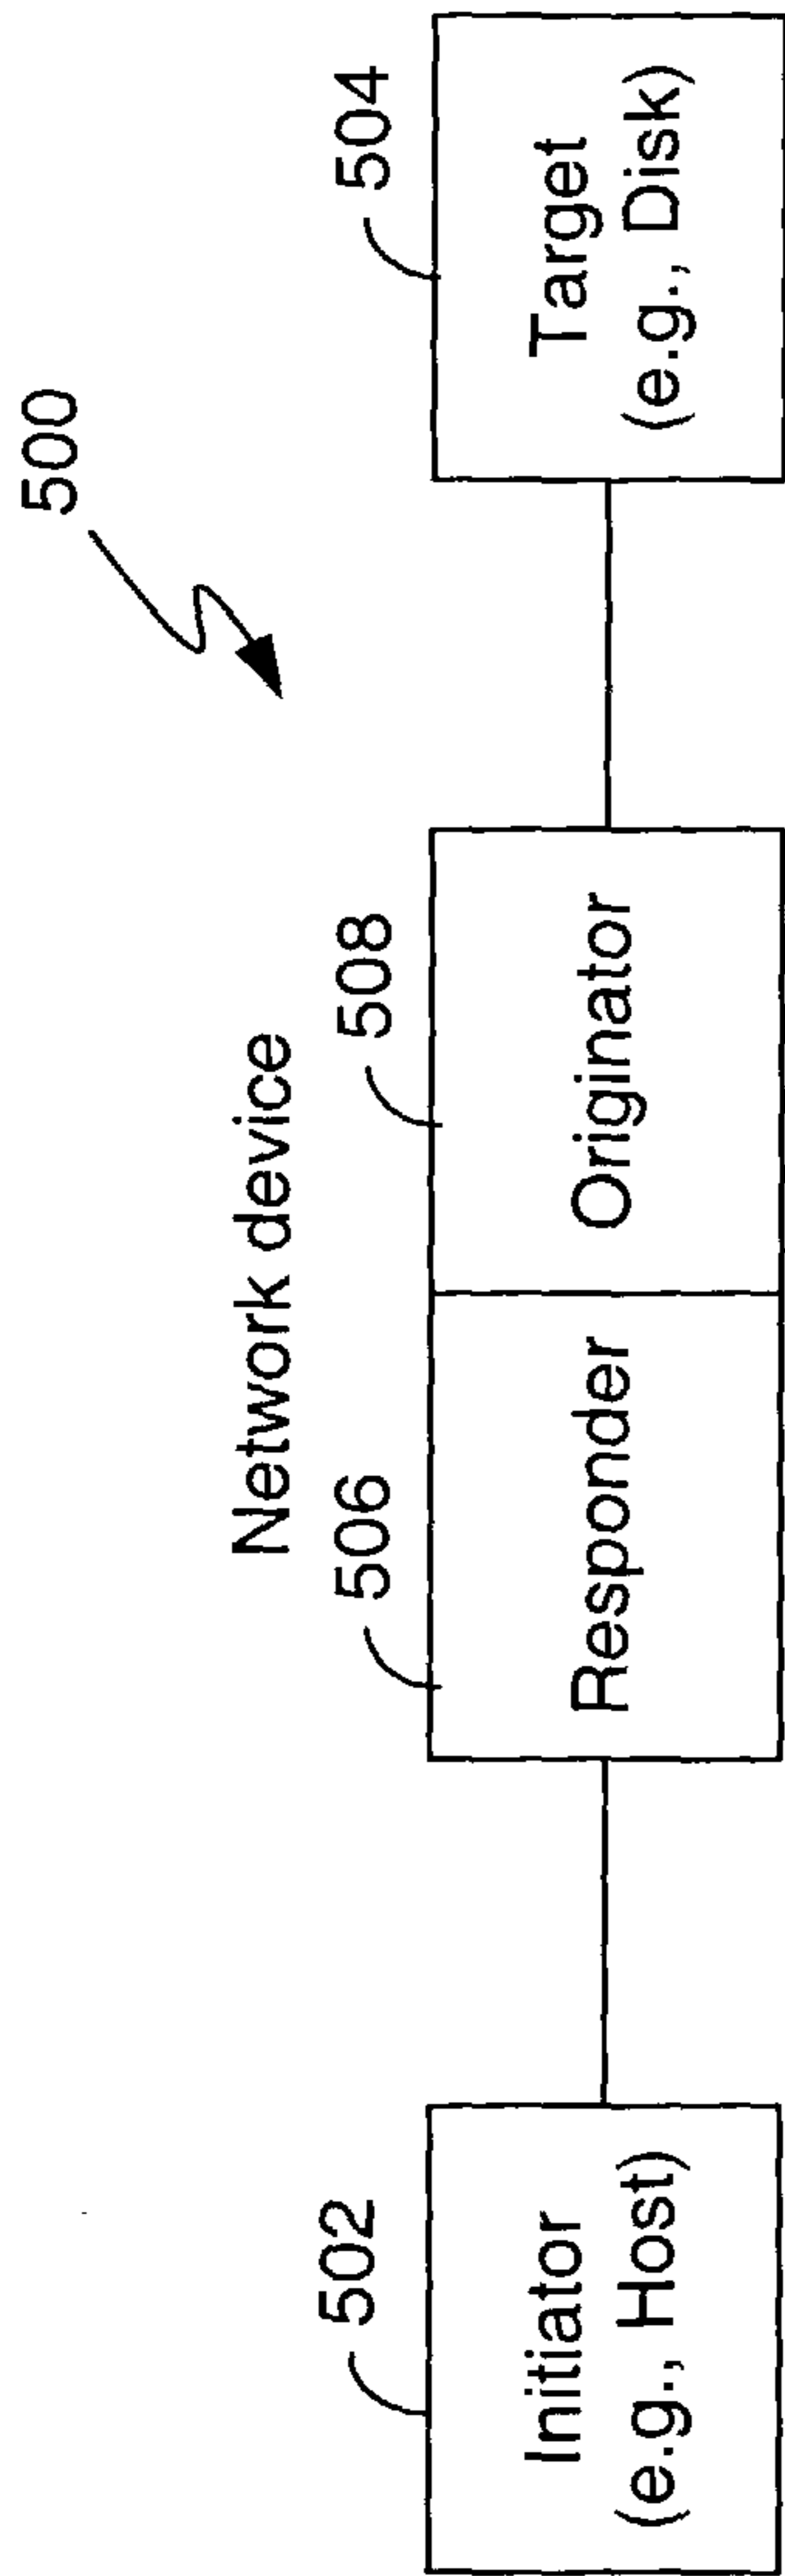 500
Network device
502
506
508
504
Initiator
(e.g., Host)
Responder
Originator
Target
(e.g., Disk)